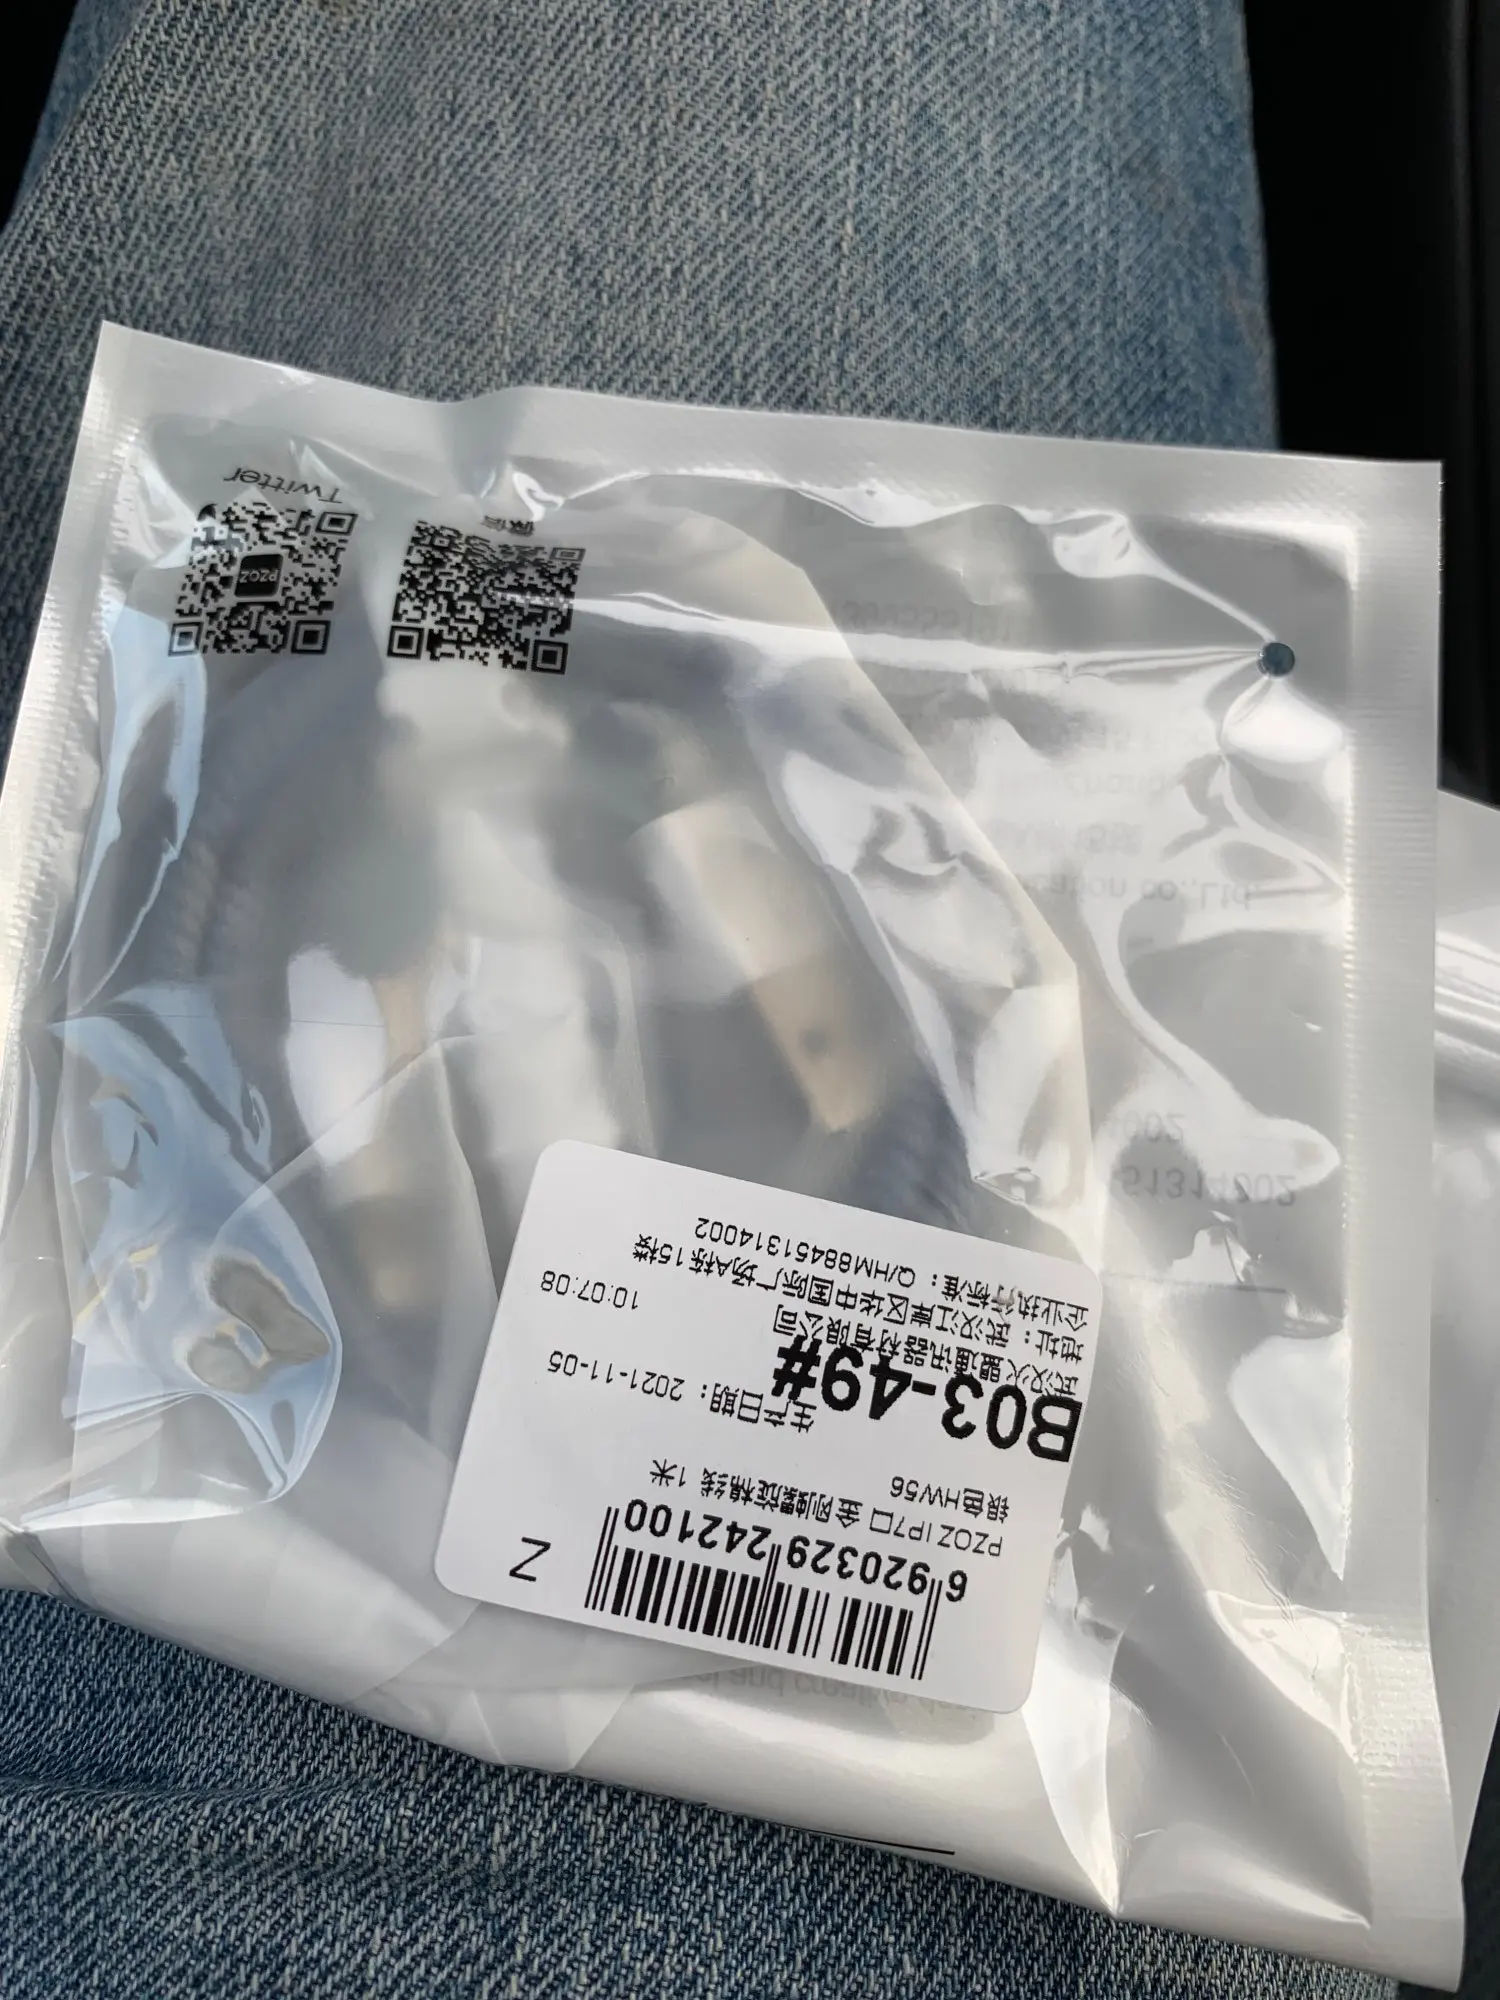 6 920329 242100
Z
PZOZ IP7口 金刚螺旋棉线 1米
银色HW56
B03-49#
生产日期： 2021-11-05
武汉火盟通讯器材有限公司
地址： 武汉江岸区华中国际广场A栋15楼
10:07:08
企业执行标准： Q/HM88451314002
微信
PZOZ
Twitter